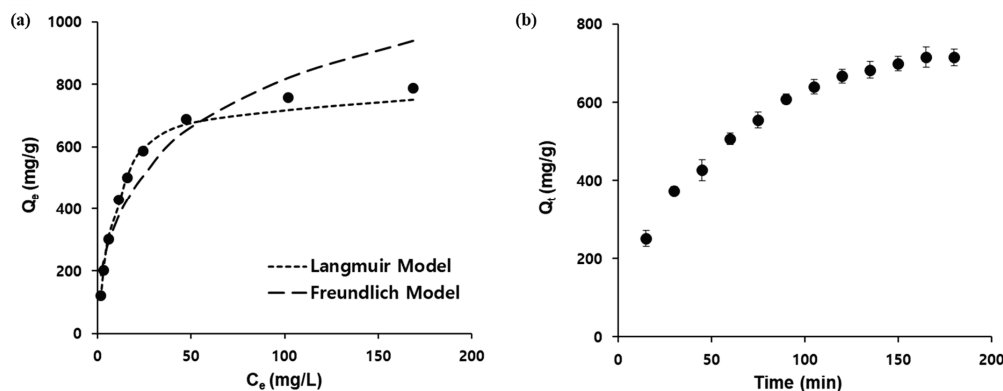 (a)
1000
800
600
400
200
0
Qe (mg/g)
Langmuir Model
Freundlich Model
0 50 100 150 200
Ce (mg/L)
(b)
800
600
400
200
0
Qt (mg/g)
0 50 100 150 200
Time (min)